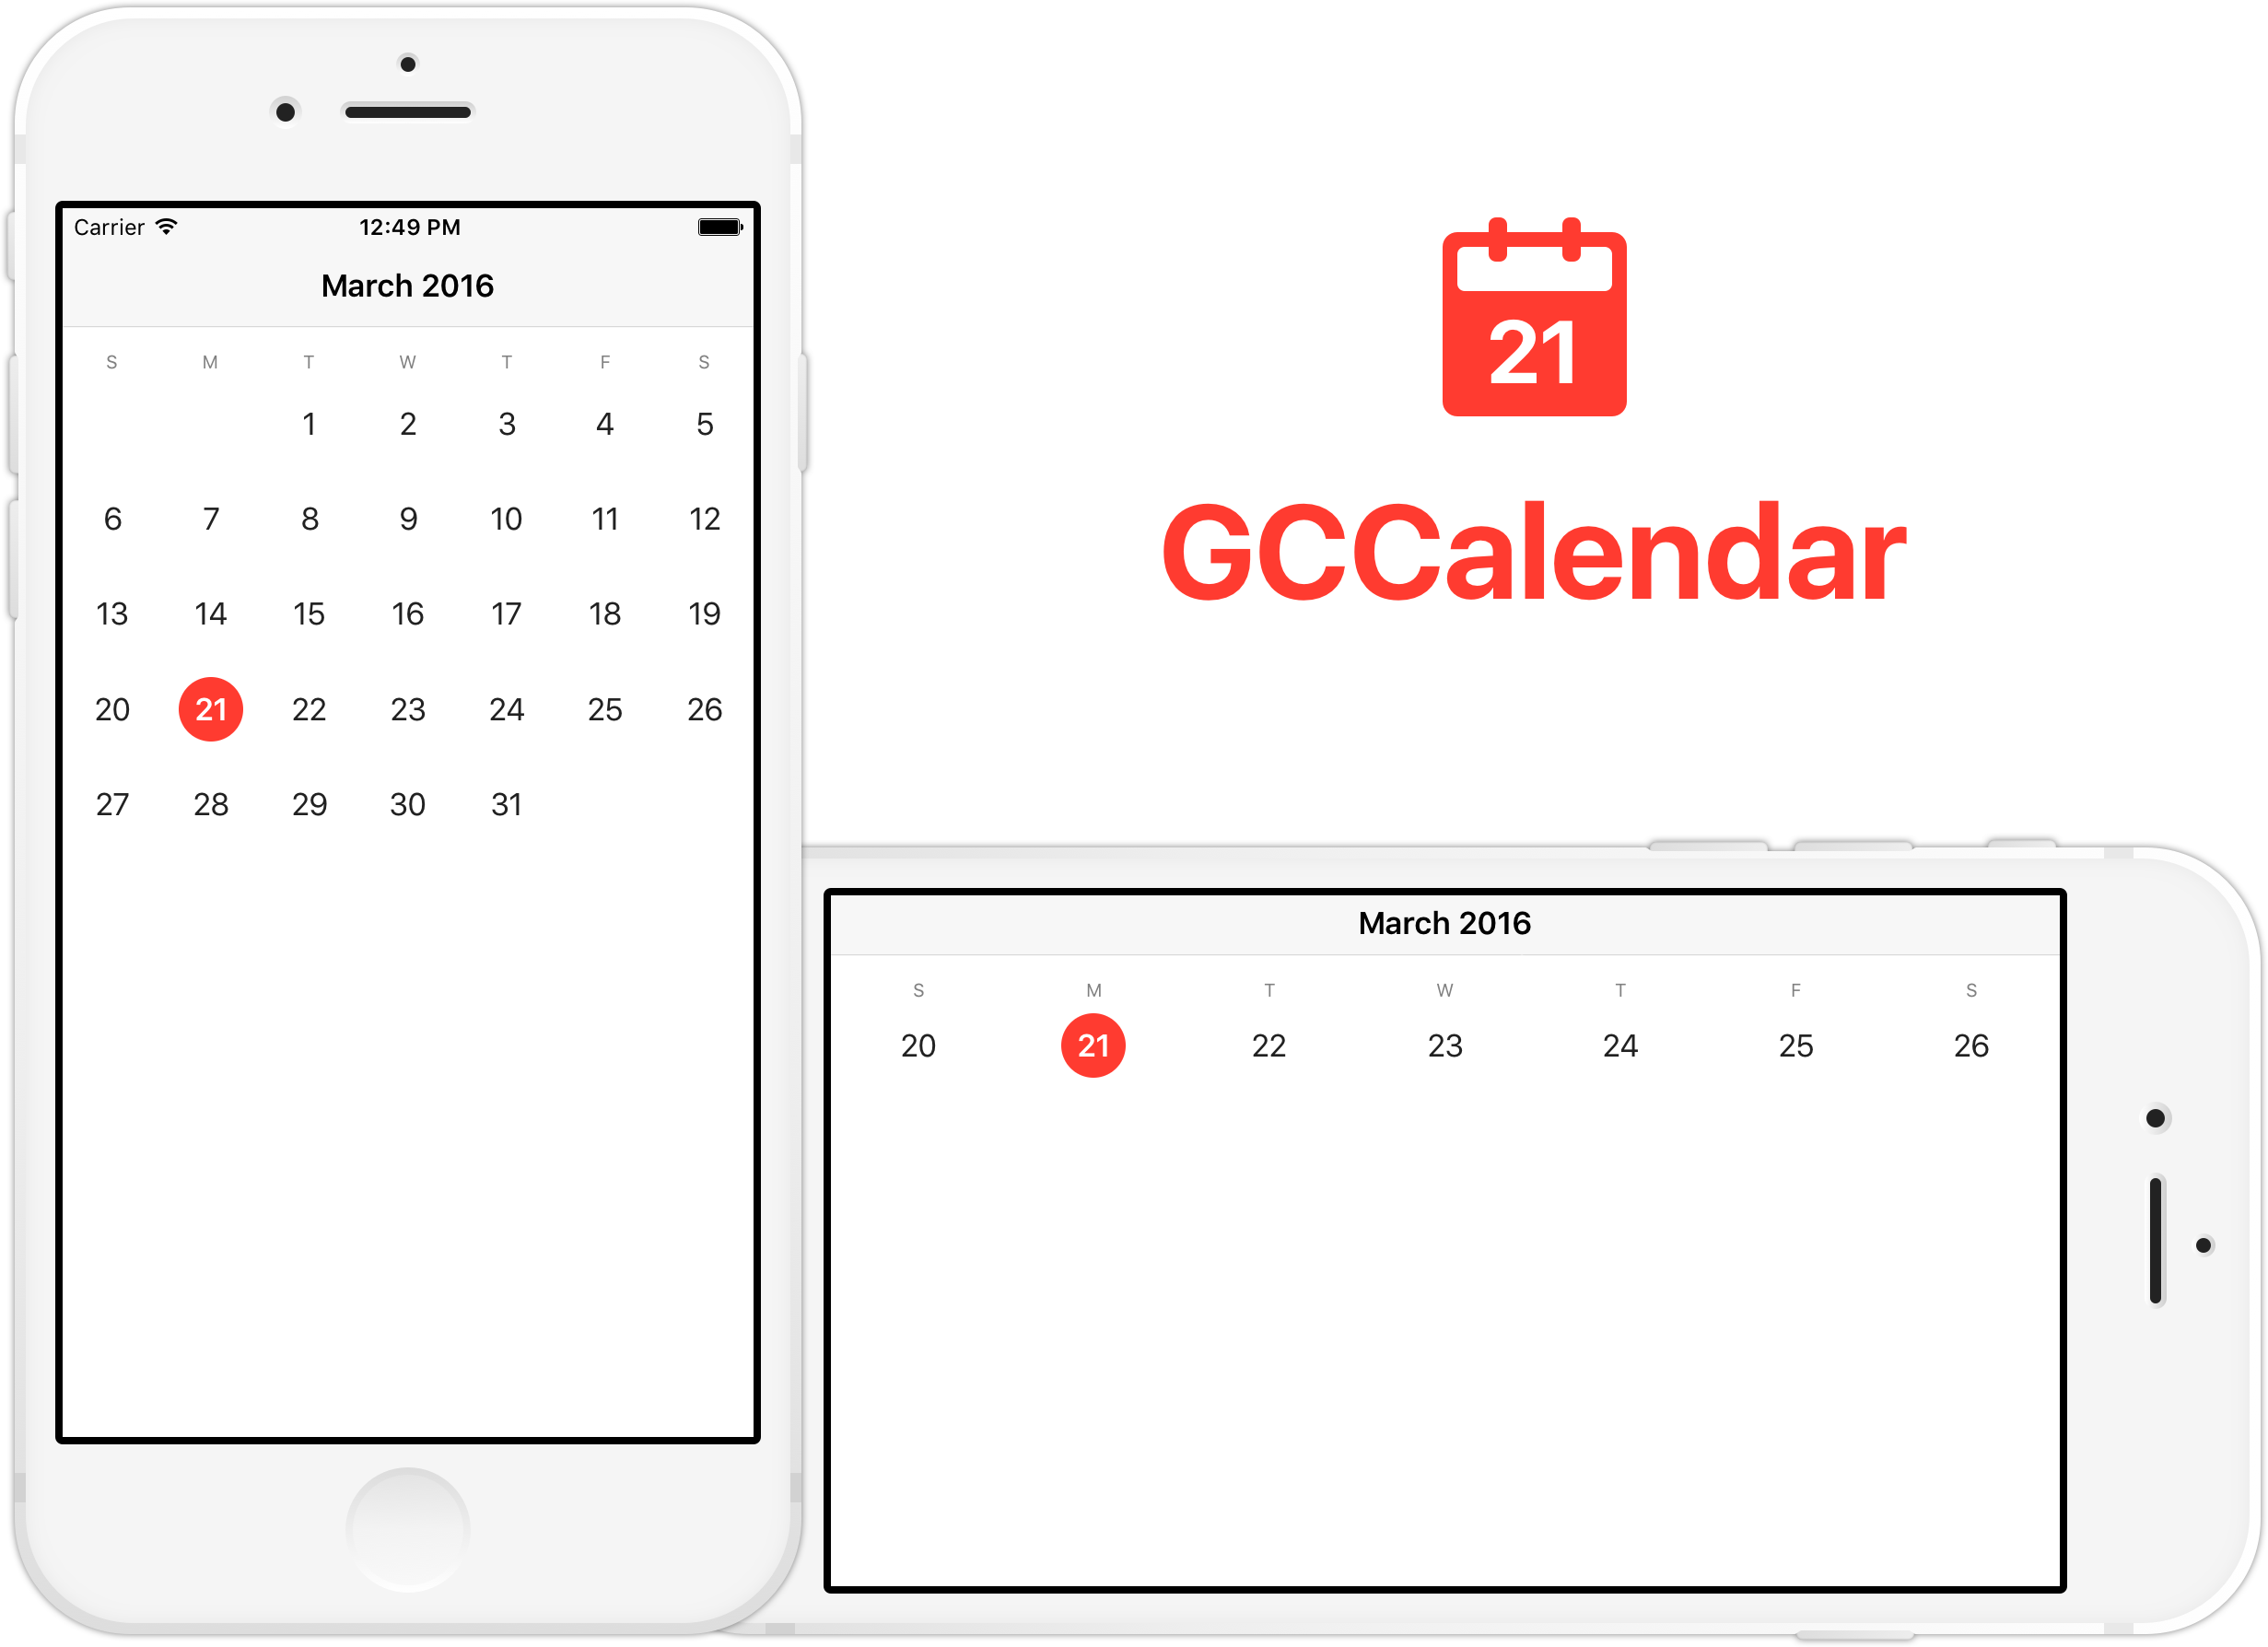 Carrier 12:49 PM
March 2016
S M T W T F S
1 2 3 4 5
6 7 8 9 10 11 12
13 14 15 16 17 18 19
20 21 22 23 24 25 26
27 28 29 30 31
21
GCCalendar
March 2016
S M T W T F S
20 21 22 23 24 25 26